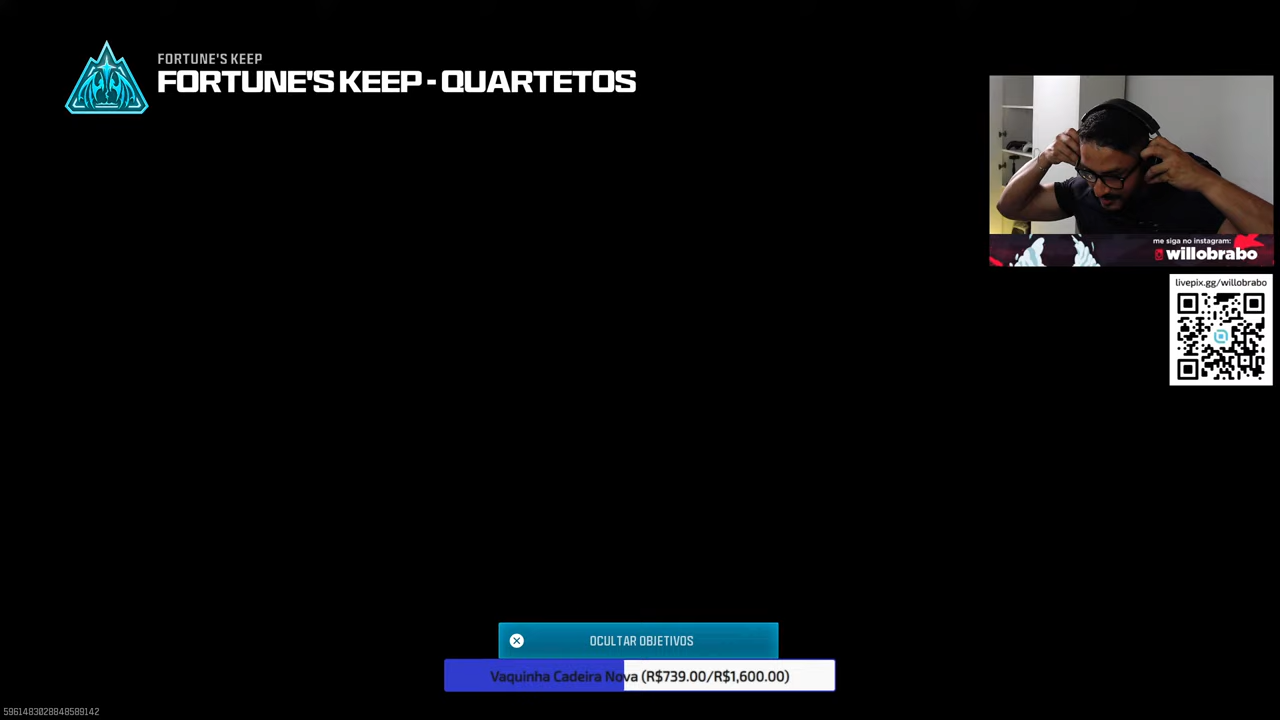 FORTUNE'S KEEP
FORTUNE'S KEEP - QUARTETOS
me siga no instagram:
willobrabo
livepix.gg/willobrabo
OCULTAR OBJETIVOS
Vaquinha Cadeira Nova (R$739.00/R$1,600.00)
5961483028848589142